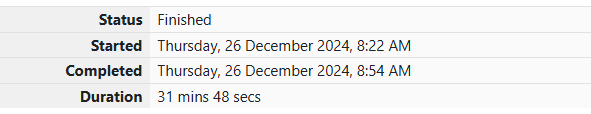 Status Finished
Started Thursday, 26 December 2024, 8:22 AM
Completed Thursday, 26 December 2024, 8:54 AM
Duration 31 mins 48 secs